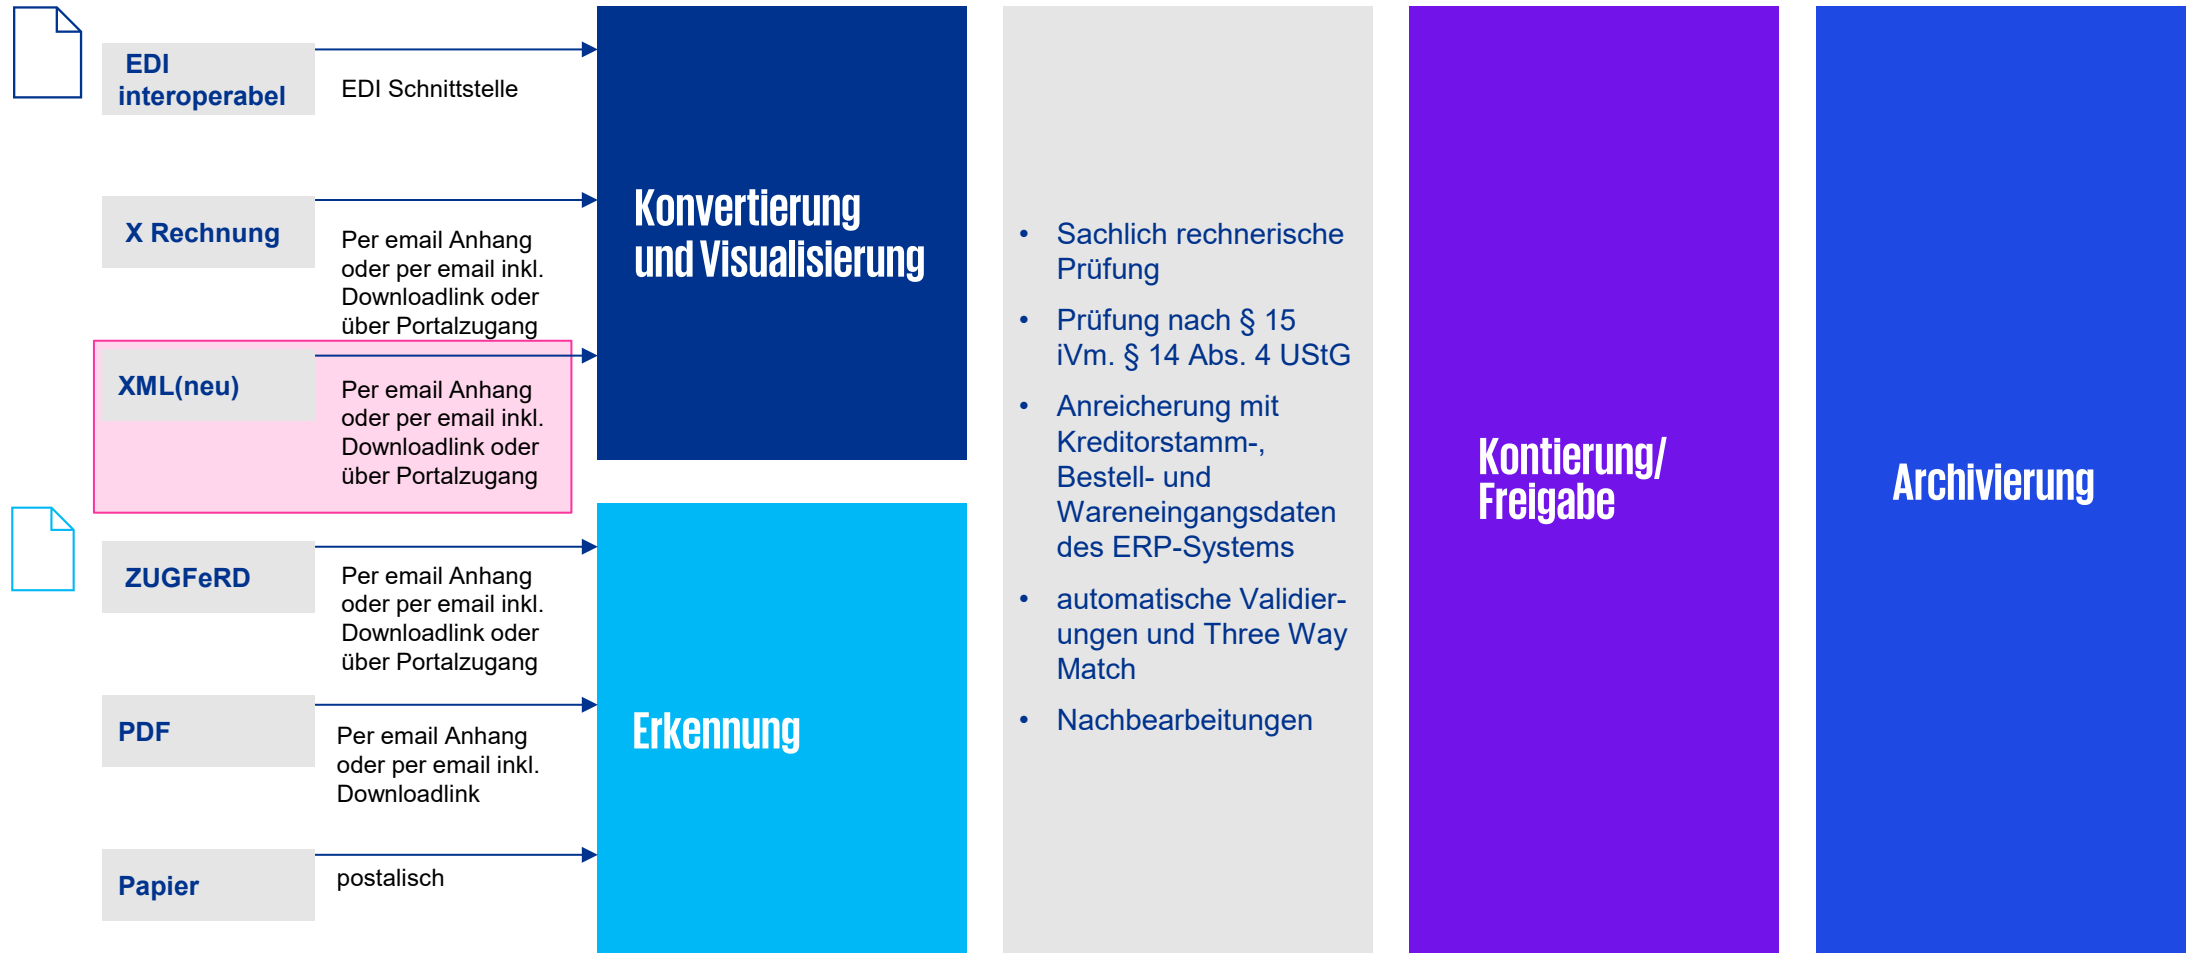 EDI
interoperabel
EDI Schnittstelle
X Rechnung
Per email Anhang
oder per email inkl.
Downloadlink oder
über Portalzugang
XML(neu)
Per email Anhang
oder per email inkl.
Downloadlink oder
über Portalzugang
ZUGFeRD
Per email Anhang
oder per email inkl.
Downloadlink oder
über Portalzugang
PDF
Per email Anhang
oder per email inkl.
Downloadlink
Papier
postalisch
Konvertierung
und Visualisierung
Erkennung
• Sachlich rechnerische
Prüfung
• Prüfung nach § 15
iVm. § 14 Abs. 4 UStG
• Anreicherung mit
Kreditorstamm-,
Bestell- und
Wareneingangsdaten
des ERP-Systems
• automatische Validier-
ungen und Three Way
Match
• Nachbearbeitungen
Kontierung/
Freigabe
Archivierung